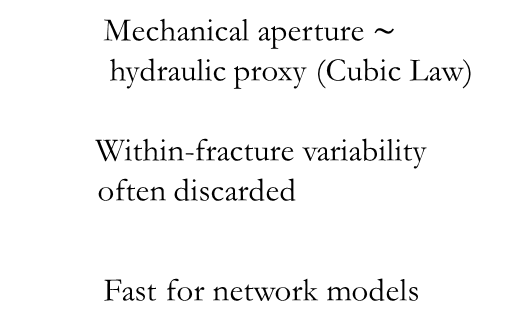 Mechanical aperture ~
hydraulic proxy (Cubic Law)
Within-fracture variability
often discarded
Fast for network models